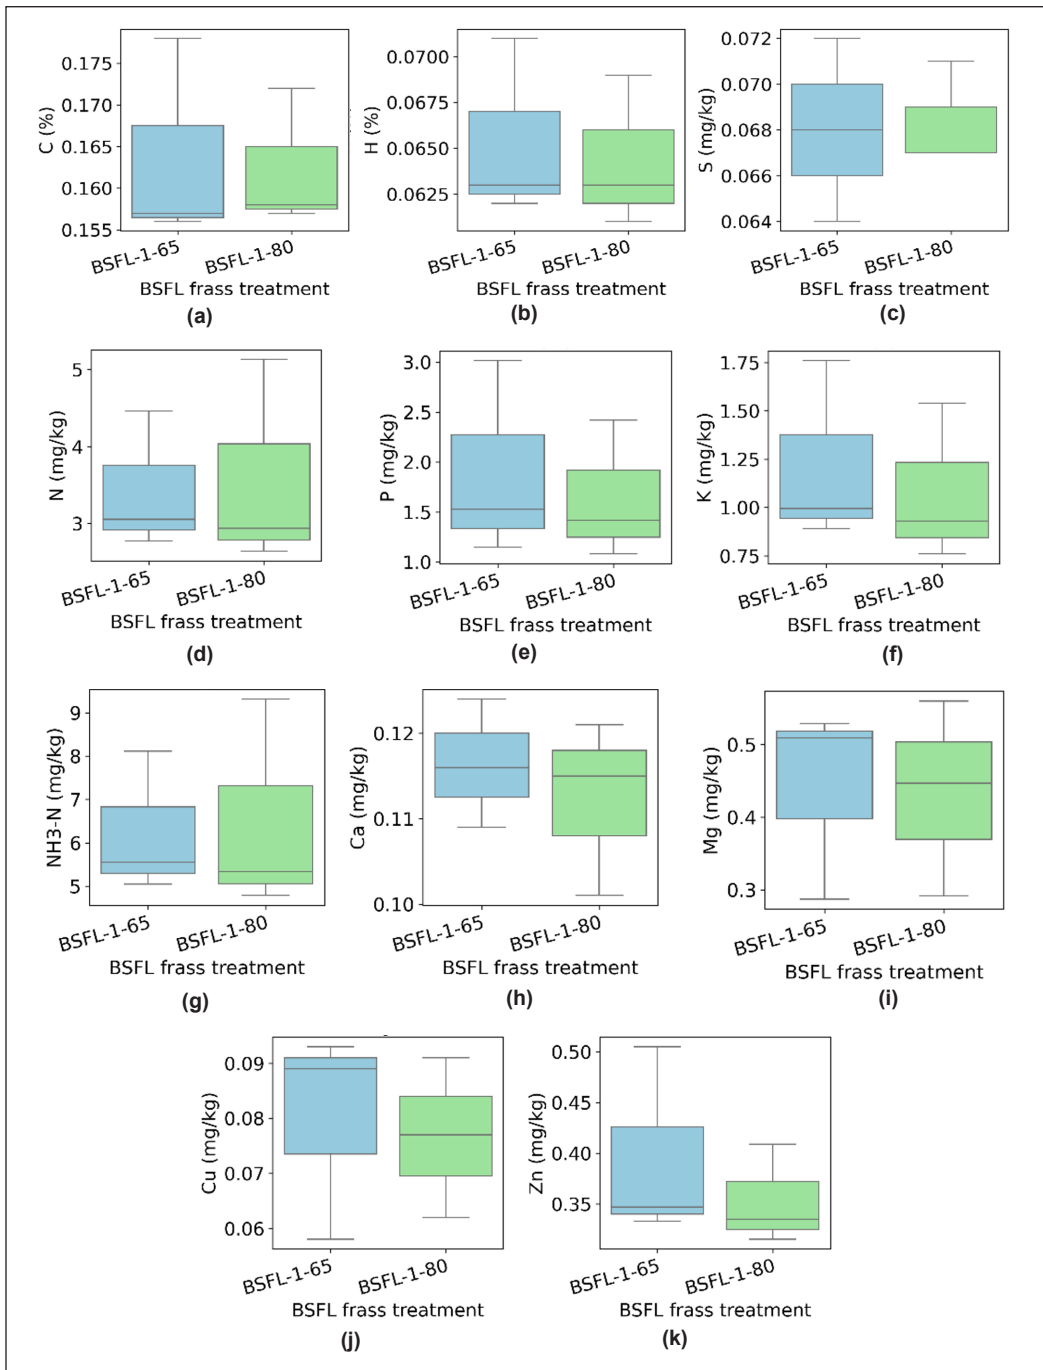 C (%)
0.175
0.170
0.165
0.160
0.155
BSFL-1-65
BSFL-1-80
BSFL frass treatment
(a)
H (%)
0.0700
0.0675
0.0650
0.0625
BSFL-1-65
BSFL-1-80
BSFL frass treatment
(b)
S (mg/kg)
0.072
0.070
0.068
0.066
0.064
BSFL-1-65
BSFL-1-80
BSFL frass treatment
(c)
N (mg/kg)
5
4
3
BSFL-1-65
BSFL-1-80
BSFL frass treatment
(d)
P (mg/kg)
3.0
2.5
2.0
1.5
1.0
BSFL-1-65
BSFL-1-80
BSFL frass treatment
(e)
K (mg/kg)
1.75
1.50
1.25
1.00
0.75
BSFL-1-65
BSFL-1-80
BSFL frass treatment
(f)
NH3-N (mg/kg)
9
8
7
6
5
BSFL-1-65
BSFL-1-80
BSFL frass treatment
(g)
Ca (mg/kg)
0.12
0.11
0.10
BSFL-1-65
BSFL-1-80
BSFL frass treatment
(h)
Mg (mg/kg)
0.5
0.4
0.3
BSFL-1-65
BSFL-1-80
BSFL frass treatment
(i)
Cu (mg/kg)
0.09
0.08
0.07
0.06
BSFL-1-65
BSFL-1-80
BSFL frass treatment
(j)
Zn (mg/kg)
0.50
0.45
0.40
0.35
BSFL-1-65
BSFL-1-80
BSFL frass treatment
(k)